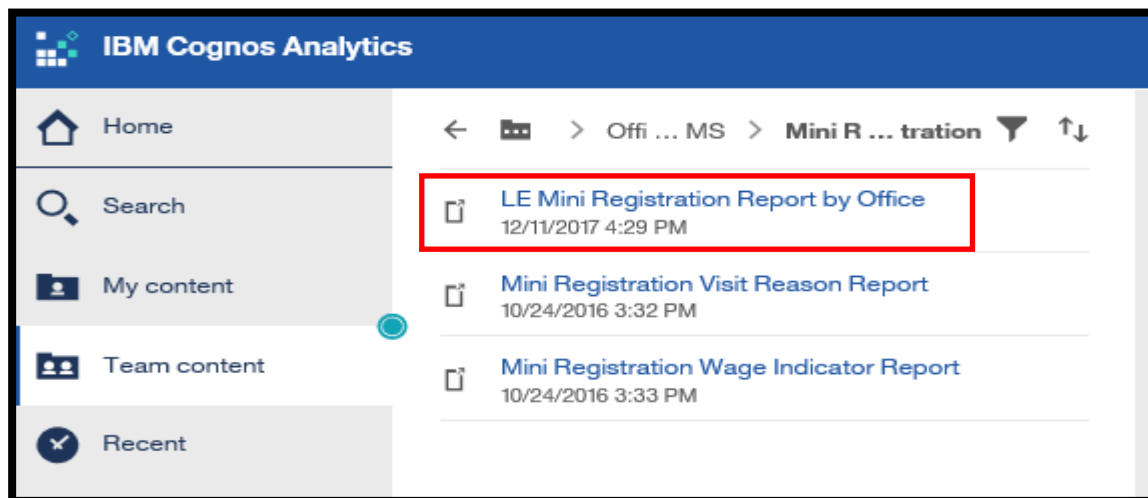 IBM Cognos Analytics
Home
Offi ... MS > Mini R ... tration
Search
LE Mini Registration Report by Office
12/11/2017 4:29 PM
My content
Mini Registration Visit Reason Report
10/24/2016 3:32 PM
Team content
Mini Registration Wage Indicator Report
10/24/2016 3:33 PM
Recent